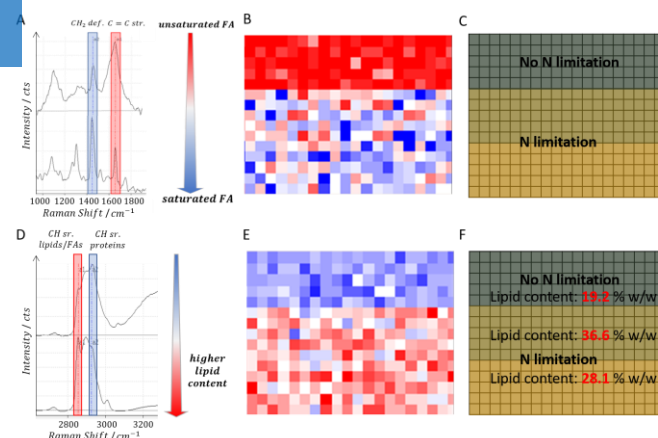 A
CH₂ def. C = C str.
unsaturated FA
Intensity / cts
1000 1200 1400 1600 1800
Raman Shift /cm⁻¹
saturated FA
B
C
No N limitation
N limitation
D
CH sr. lipids/FAs
CH sr. proteins
Intensity / cts
2800 3000 3200
Raman Shift /cm⁻¹
higher
lipid
content
E
F
No N limitation
Lipid content: 19.2 % w/w
Lipid content: 36.6 % w/w
N limitation
Lipid content: 28.1 % w/w